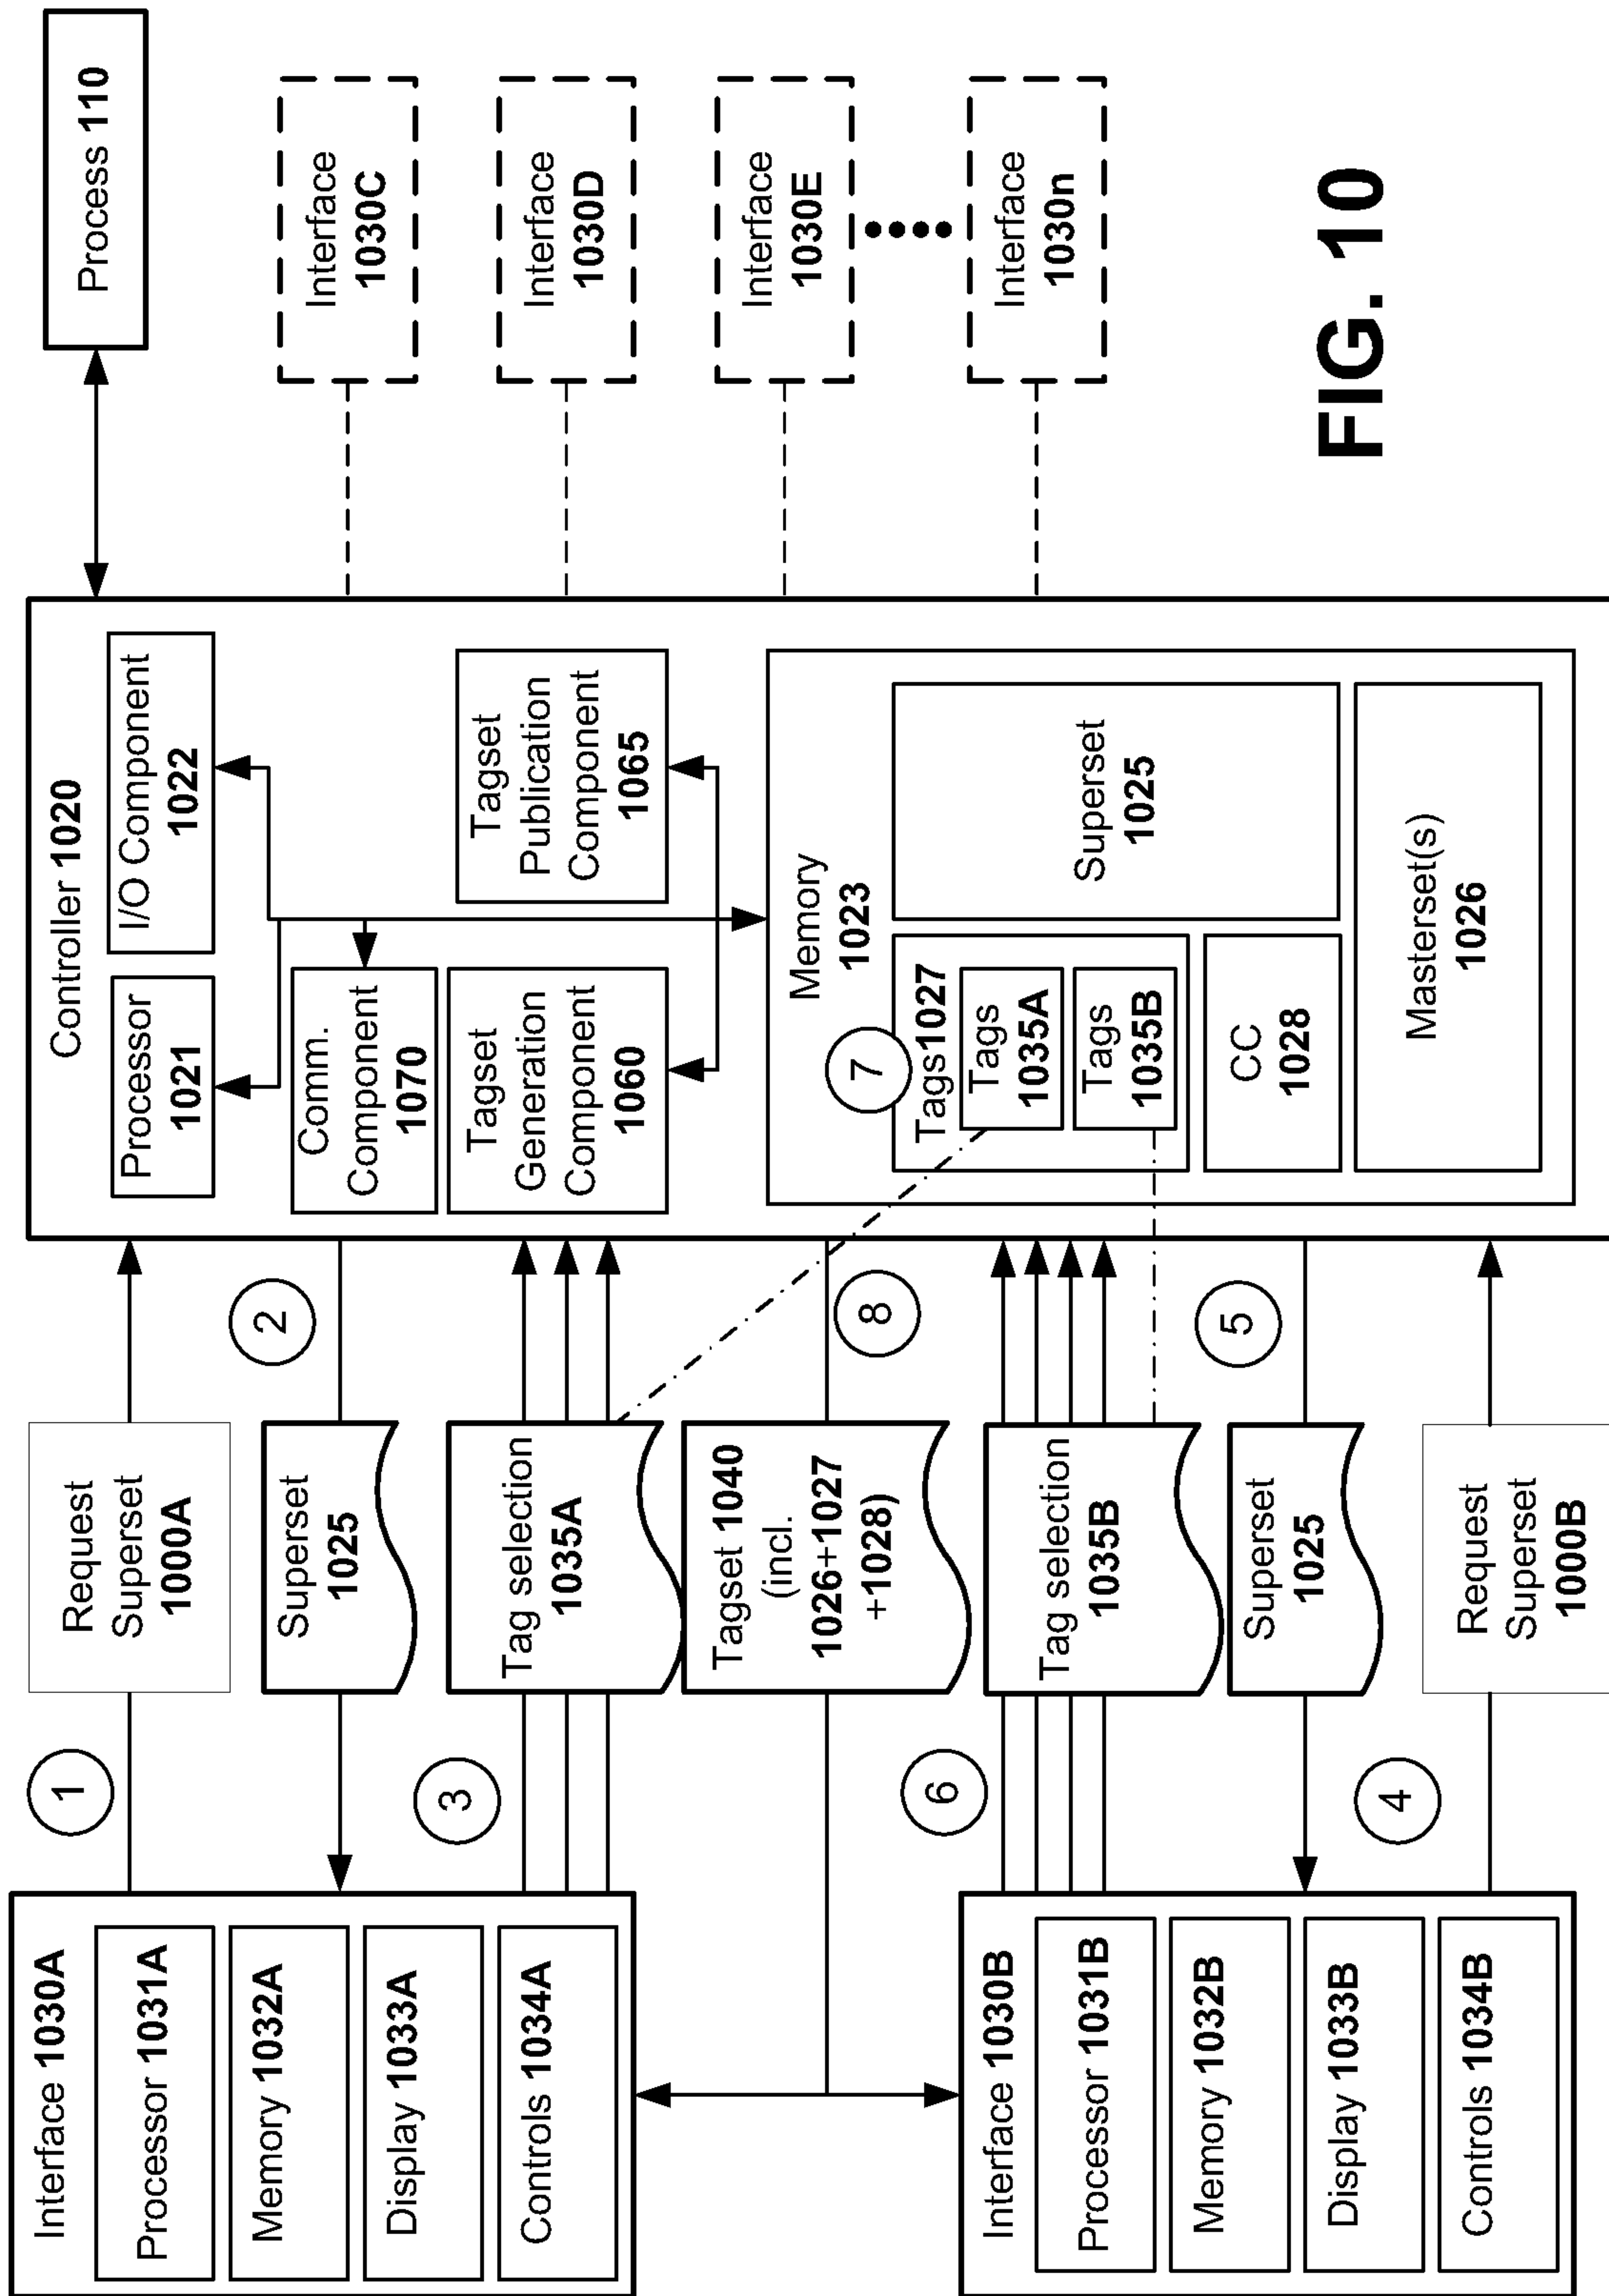 Interface 1030A
Processor 1031A
Memory 1032A
Display 1033A
Controls 1034A
Interface 1030B
Processor 1031B
Memory 1032B
Display 1033B
Controls 1034B
1
Request
Superset
1000A
2
Superset
1025
3
Tag selection
1035A
8
Tagset 1040
(incl.
1026+1027
+1028)
6
Tag selection
1035B
5
Superset
1025
4
Request
Superset
1000B
Controller 1020
Processor
1021
I/O Component
1022
Comm.
Component
1070
Tagset
Generation
Component
1060
Tagset
Publication
Component
1065
Memory
1023
7
Tags1027
Tags
1035A
Tags
1035B
Superset
1025
CC
1028
Masterset(s)
1026
Process 110
Interface
1030C
Interface
1030D
Interface
1030E
Interface
1030n
FIG. 10